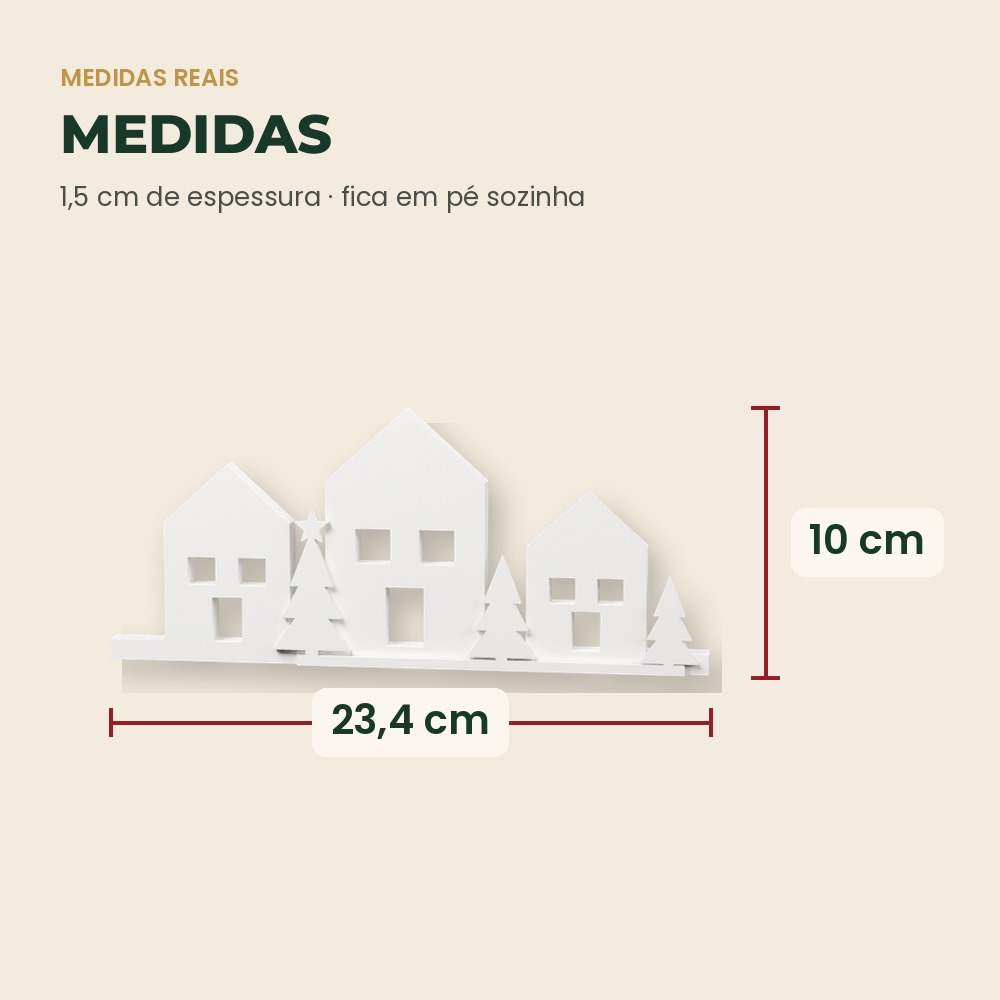 MEDIDAS REAIS
MEDIDAS
1,5 cm de espessura · fica em pé sozinha
10 cm
23,4 cm